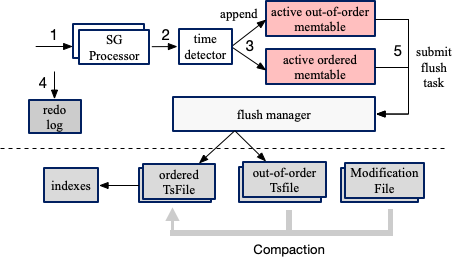 append
active out-of-order
memtable
1
SG
Processor
2
time
detector
3
active ordered
memtable
5
submit
flush
task
4
redo
log
flush manager
indexes
ordered
TsFile
out-of-order
Tsfile
Modification
File
Compaction